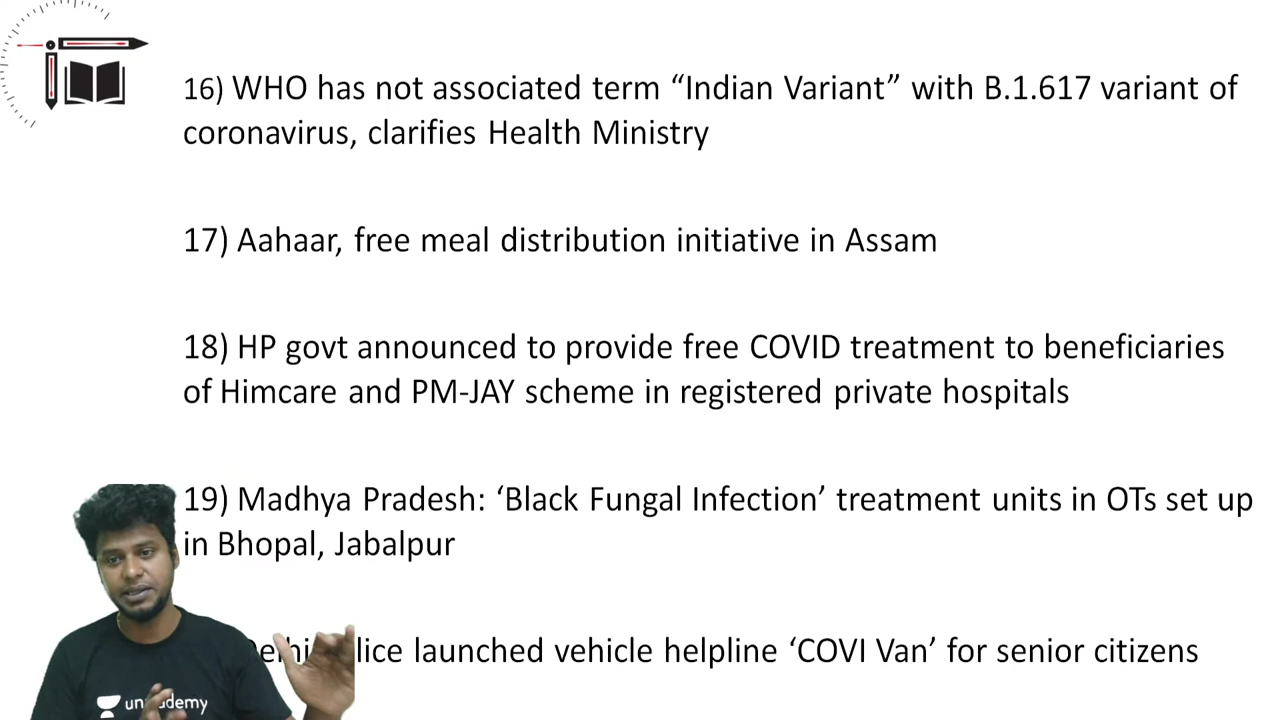 16) WHO has not associated term “Indian Variant” with B.1.617 variant of
coronavirus, clarifies Health Ministry
17) Aahaar, free meal distribution initiative in Assam
18) HP govt announced to provide free COVID treatment to beneficiaries
of Himcare and PM-JAY scheme in registered private hospitals
19) Madhya Pradesh: ‘Black Fungal Infection’ treatment units in OTs set up
in Bhopal, Jabalpur
launched vehicle helpline ‘COVI Van’ for senior citizens